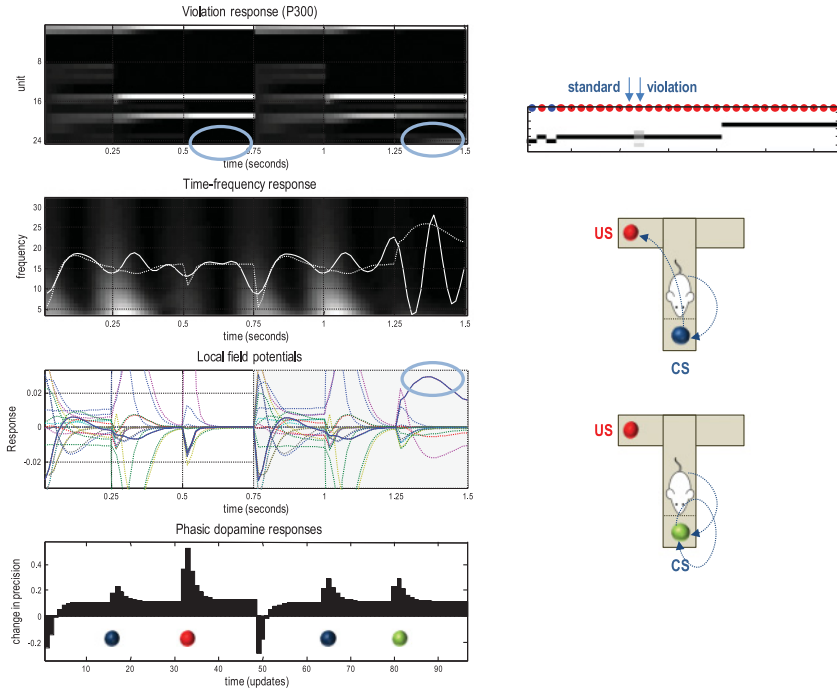 Violation response (P300)
unit
8
16
24
0.25 0.5 0.75 1 1.25 1.5
time (seconds)
Time-frequency response
frequency
30
25
20
15
10
5
0.25 0.5 0.75 1 1.25 1.5
time (seconds)
Local field potentials
Response
0.02
0
-0.02
0.25 0.5 0.75 1 1.25 1.5
time (seconds)
Phasic dopamine responses
change in precision
0.4
0.2
0
-0.2
10 20 30 40 50 60 70 80 90
time (updates)
standard violation
US
CS
US
CS